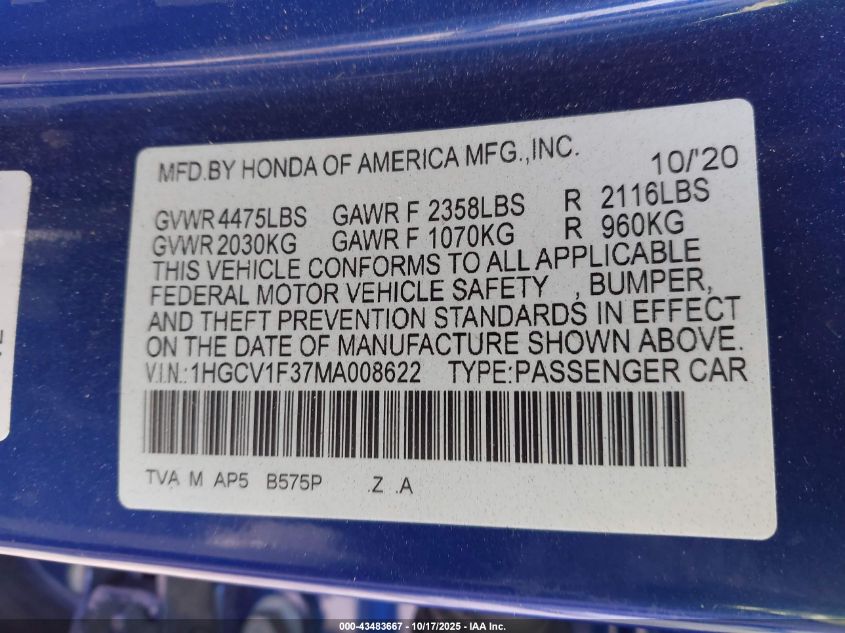 MFD.BY HONDA OF AMERICA MFG.,INC. 10/'20
GVWR 4475LBS GAWR F 2358LBS R 2116LBS
GVWR 2030KG GAWR F 1070KG R 960KG
THIS VEHICLE CONFORMS TO ALL APPLICABLE
FEDERAL MOTOR VEHICLE SAFETY , BUMPER,
AND THEFT PREVENTION STANDARDS IN EFFECT
ON THE DATE OF MANUFACTURE SHOWN ABOVE.
V.I.N.:1HGCV1F37MA008622 TYPE:PASSENGER CAR
TVA M AP5 B575P .Z .A
000-43483667 - 10/17/2025 - IAA Inc.